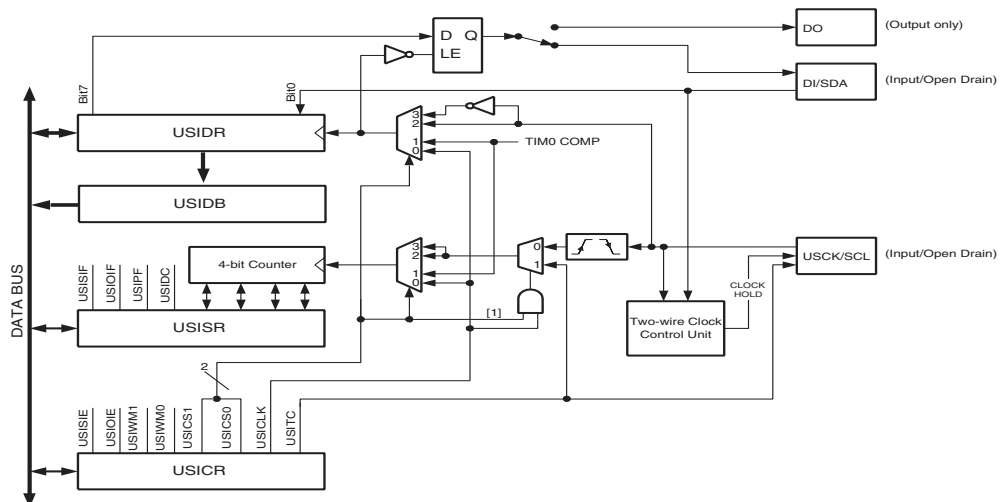 DO (Output only)
D Q
LE
DI/SDA (Input/Open Drain)
Bit7
Bit0
USIDR
3
2
1
0
TIM0 COMP
USIDB
DATA BUS
4-bit Counter
3
2
1
0
0
1
USCK/SCL (Input/Open Drain)
CLOCK
HOLD
USISIF
USIOIF
USIPF
USIDC
[1]
Two-wire Clock
Control Unit
USISR
2
USISIE
USIOIE
USIWM1
USIWM0
USICS1
USICS0
USICLK
USITC
USICR